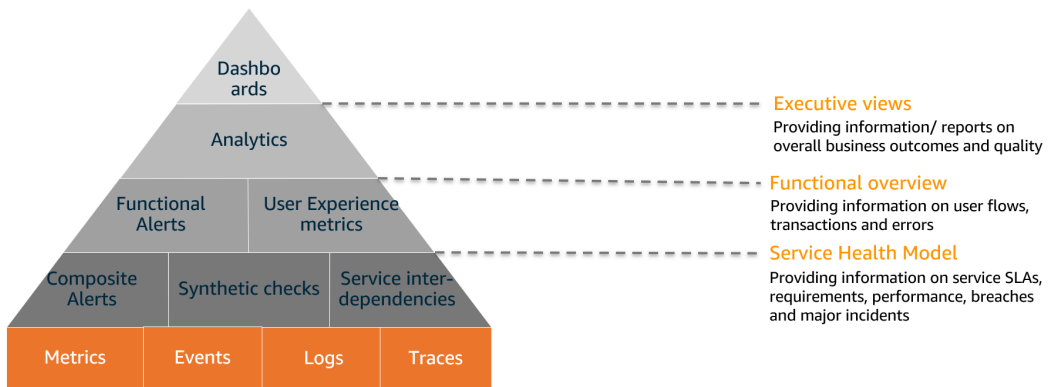 Dashbo
ards
Analytics
Functional
Alerts
User Experience
metrics
Composite
Alerts
Synthetic checks
Service inter-
dependencies
Metrics
Events
Logs
Traces
Executive views
Providing information/ reports on
overall business outcomes and quality
Functional overview
Providing information on user flows,
transactions and errors
Service Health Model
Providing information on service SLAs,
requirements, performance, breaches
and major incidents